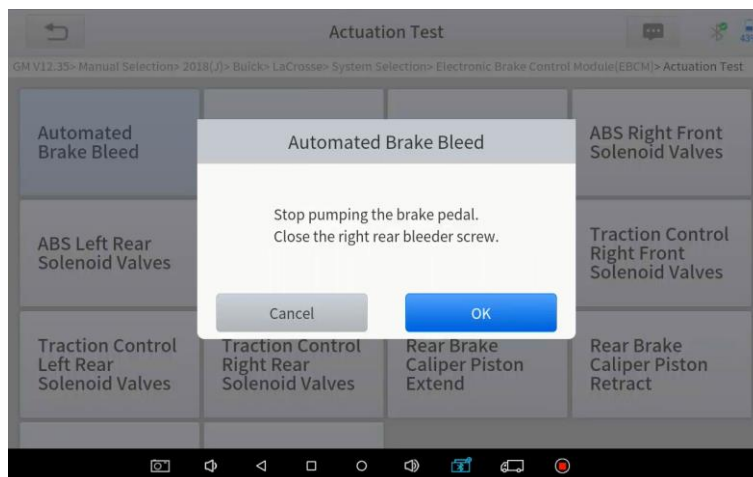 Actuation Test
GM V12.35> Manual Selection> 2018(J)> Buick> LaCrosse> System Selection> Electronic Brake Control Module(EBCM)> Actuation Test
Automated
Brake Bleed
ABS Right Front
Solenoid Valves
Automated Brake Bleed
Stop pumping the brake pedal.
Close the right rear bleeder screw.
Cancel
OK
ABS Left Rear
Solenoid Valves
Traction Control
Right Front
Solenoid Valves
Traction Control
Left Rear
Solenoid Valves
Traction Control
Right Rear
Solenoid Valves
Rear Brake
Caliper Piston
Extend
Rear Brake
Caliper Piston
Retract